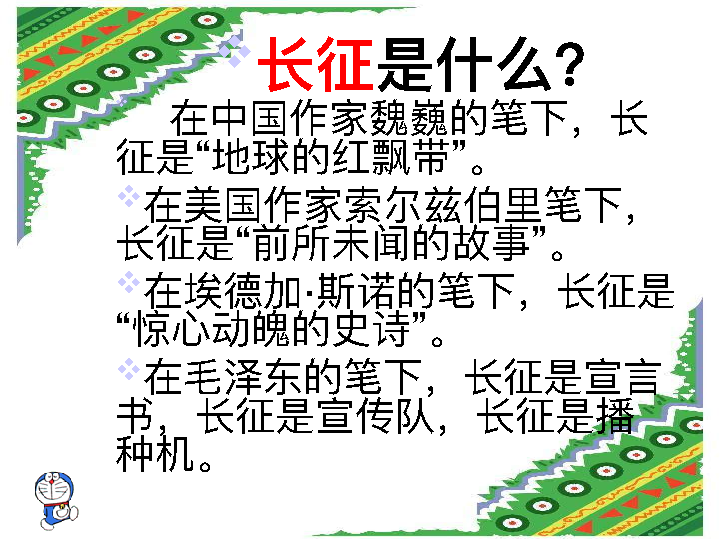 长征是什么?
在中国作家魏巍的笔下，长
征是“地球的红飘带”。
在美国作家索尔兹伯里笔下，
长征是“前所未闻的故事”。
在埃德加·斯诺的笔下，长征是
“惊心动魄的史诗”。
在毛泽东的笔下，长征是宣言
书，长征是宣传队，长征是播
种机。